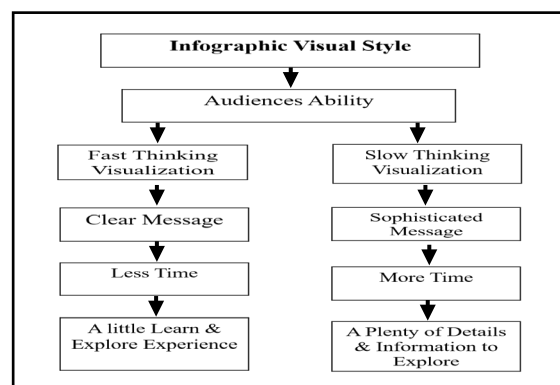 Infographic Visual Style
Audiences Ability
Fast Thinking
Visualization
Slow Thinking
Visualization
Clear Message
Sophisticated
Message
Less Time
More Time
A little Learn &
Explore Experience
A Plenty of Details
& Information to
Explore